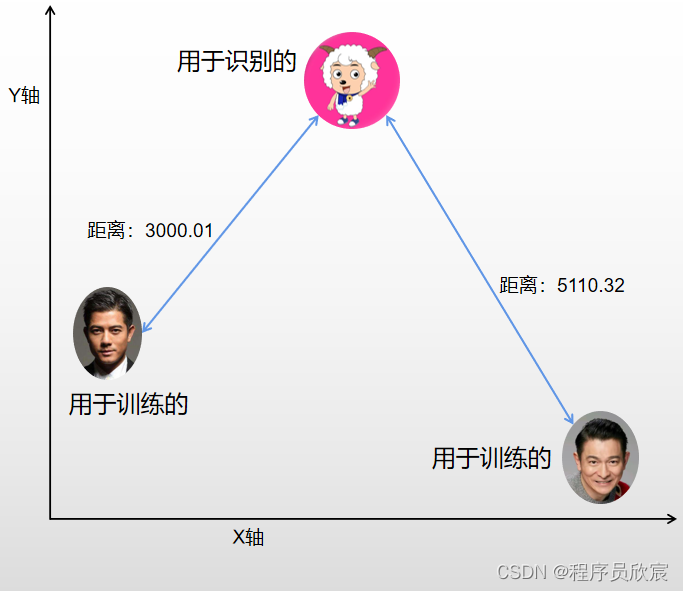 用于识别的
Y轴
距离：3000.01
距离：5110.32
用于训练的
用于训练的
X轴
CSDN @程序员欣宸